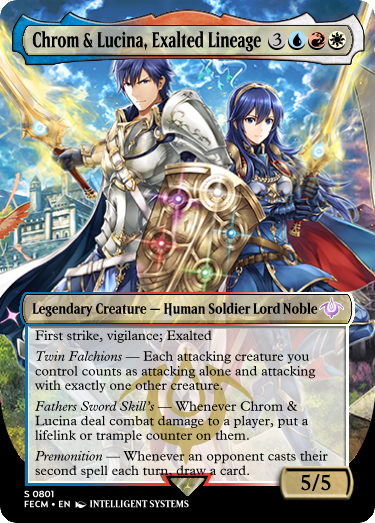 Chrom & Lucina, Exalted Lineage 3
Legendary Creature — Human Soldier Lord Noble
First strike, vigilance; Exalted
Twin Falchions — Each attacking creature you
control counts as attacking alone and attacking
with exactly one other creature.
Fathers Sword Skill's — Whenever Chrom &
Lucina deal combat damage to a player, put a
lifelink or trample counter on them.
Premonition — Whenever an opponent casts their
second spell each turn, draw a card.
5/5
S 0801
FECM • EN INTELLIGENT SYSTEMS